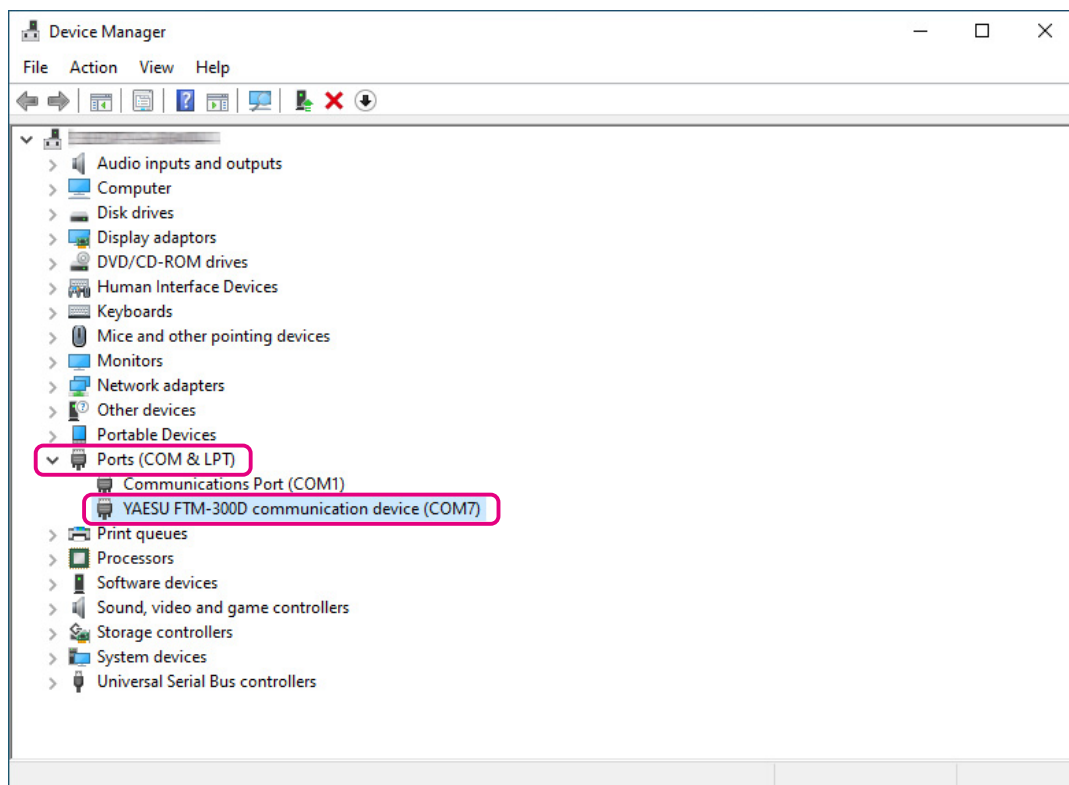 Device Manager
File Action View Help
Audio inputs and outputs
Computer
Disk drives
Display adaptors
DVD/CD-ROM drives
Human Interface Devices
Keyboards
Mice and other pointing devices
Monitors
Network adapters
Other devices
Portable Devices
Ports (COM & LPT)
Communications Port (COM1)
YAESU FTM-300D communication device (COM7)
Print queues
Processors
Software devices
Sound, video and game controllers
Storage controllers
System devices
Universal Serial Bus controllers